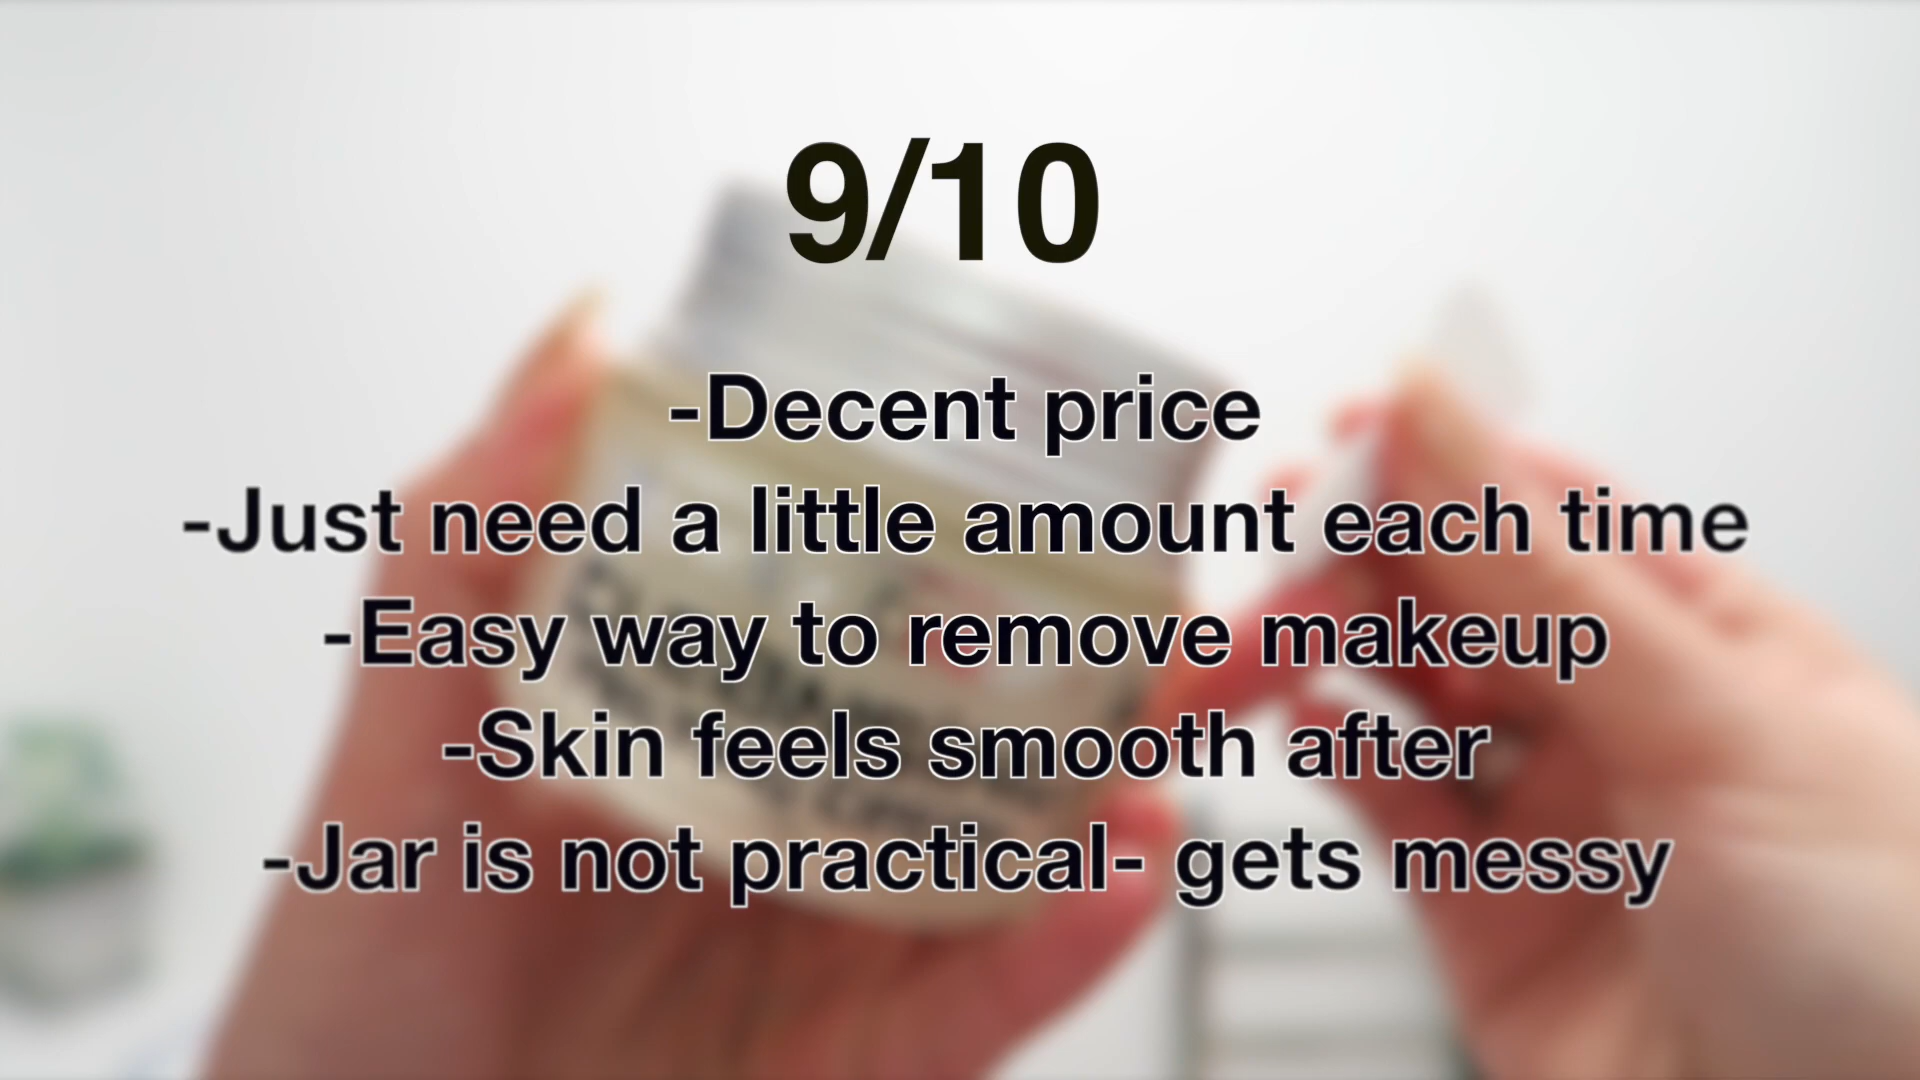 9/10
-Decent price
-Just need a little amount each time
-Easy way to remove makeup
-Skin feels smooth after
-Jar is not practical- gets messy